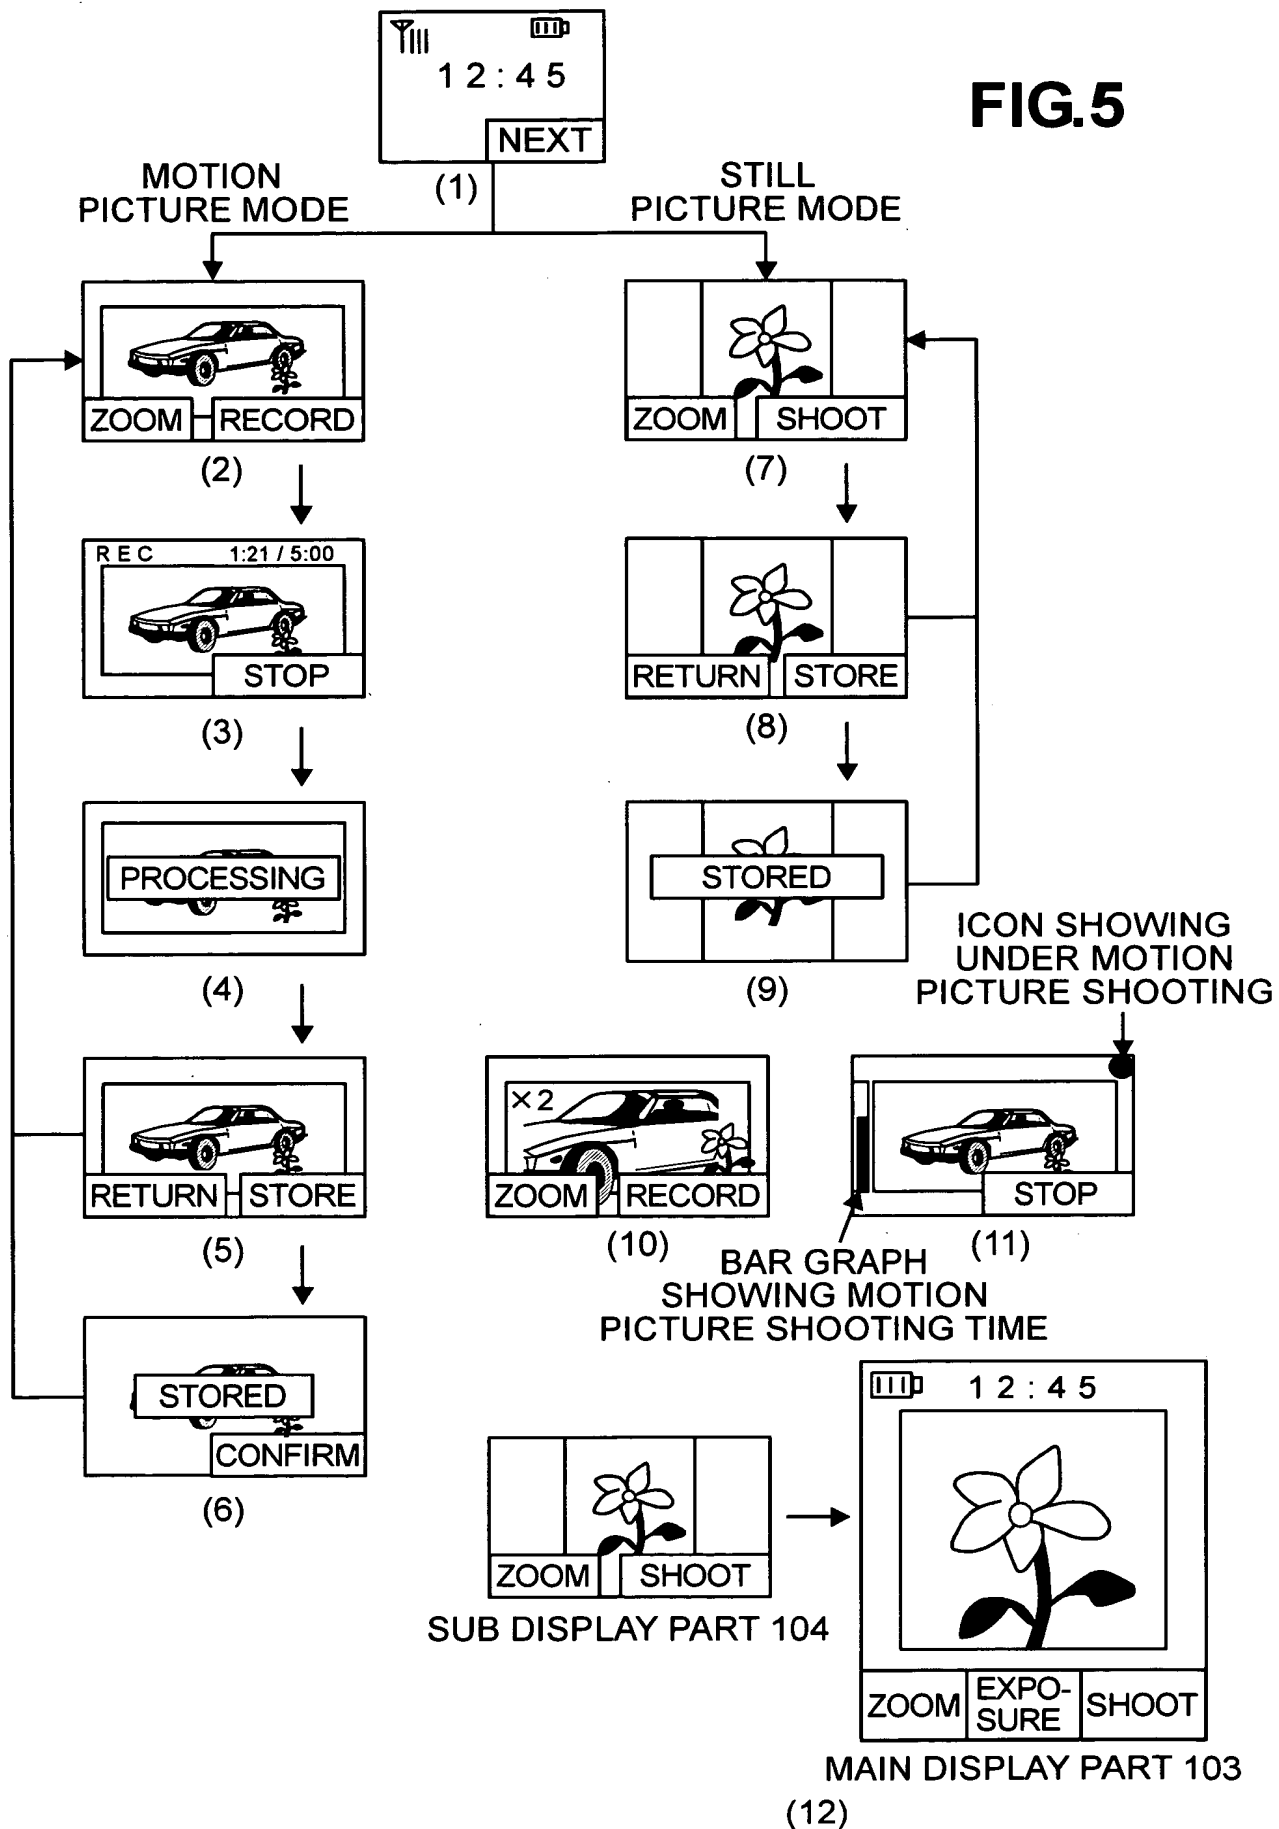 12:45
NEXT
FIG.5
(1)
MOTION
PICTURE MODE
STILL
PICTURE MODE
ZOOM
RECORD
(2)
ZOOM
SHOOT
(7)
REC
1:21 / 5:00
STOP
(3)
RETURN
STORE
(8)
PROCESSING
(4)
STORED
(9)
ICON SHOWING
UNDER MOTION
PICTURE SHOOTING
RETURN
STORE
(5)
×2
ZOOM
RECORD
(10)
STOP
(11)
BAR GRAPH
SHOWING MOTION
PICTURE SHOOTING TIME
STORED
CONFIRM
(6)
ZOOM
SHOOT
SUB DISPLAY PART 104
12:45
ZOOM
EXPO-
SURE
SHOOT
MAIN DISPLAY PART 103
(12)